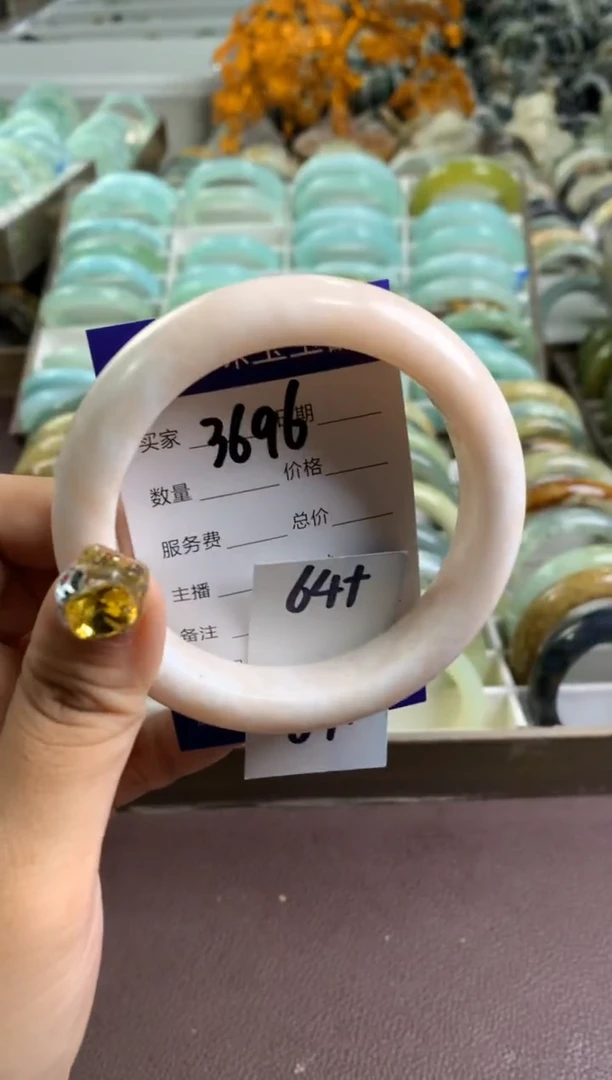 买家 3696 日期
数量 价格
服务费 总价
主播
64+
备注